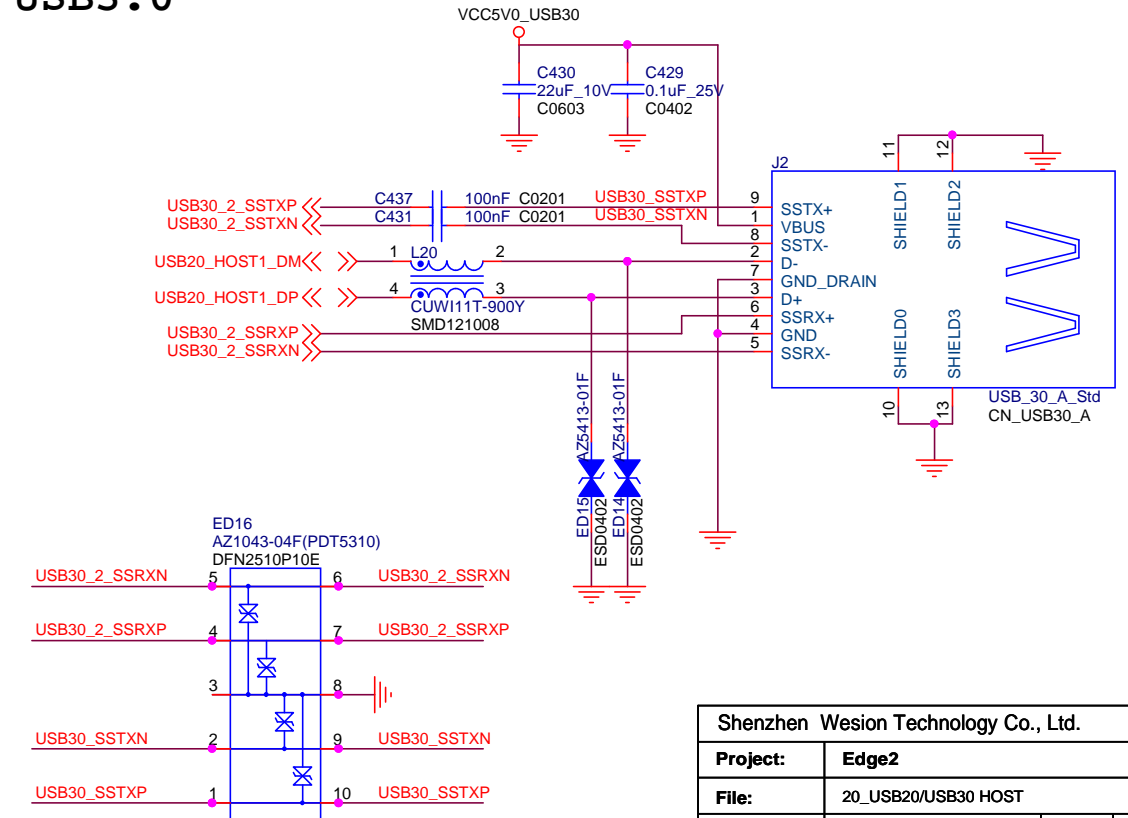 USB3.0
VCC5V0_USB30
C430
22uF_10V
C0603
C429
0.1uF_25V
C0402
J2
11
12
SHIELD1
SHIELD2
USB30_2_SSTXP
C437
100nF
C0201
USB30_SSTXP
9
SSTX+
USB30_2_SSTXN
C431
100nF
C0201
USB30_SSTXN
1
VBUS
8
SSTX-
USB20_HOST1_DM
1
L20
2
2
D-
7
GND_DRAIN
USB20_HOST1_DP
4
3
3
D+
CUWI11T-900Y
SMD121008
6
SSRX+
USB30_2_SSRXP
4
GND
USB30_2_SSRXN
5
SSRX-
SHIELD0
SHIELD3
10
13
USB_30_A_Std
CN_USB30_A
AZ5413-01F
AZ5413-01F
ED15
ESD0402
ED14
ESD0402
ED16
AZ1043-04F(PDT5310)
DFN2510P10E
USB30_2_SSRXN
5
6
USB30_2_SSRXN
USB30_2_SSRXP
4
7
USB30_2_SSRXP
3
8
USB30_SSTXN
2
9
USB30_SSTXN
USB30_SSTXP
1
10
USB30_SSTXP
Shenzhen Wesion Technology Co., Ltd.
Project:
Edge2
File:
20_USB20/USB30 HOST